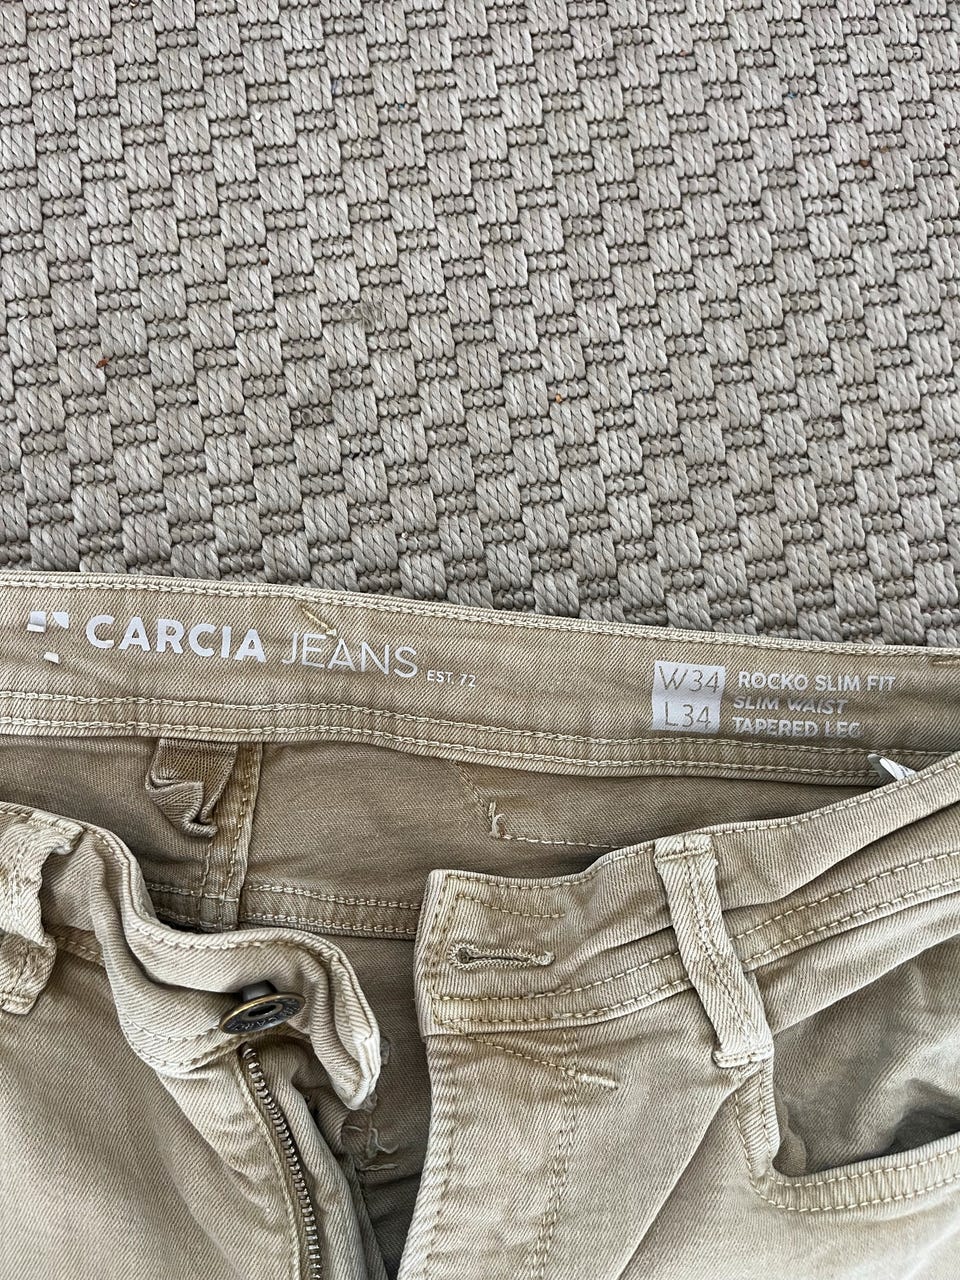 CARCIA JEANS EST. 72
W34
L34
ROCKO SLIM FIT
SLIM WAIST
TAPERED LEG